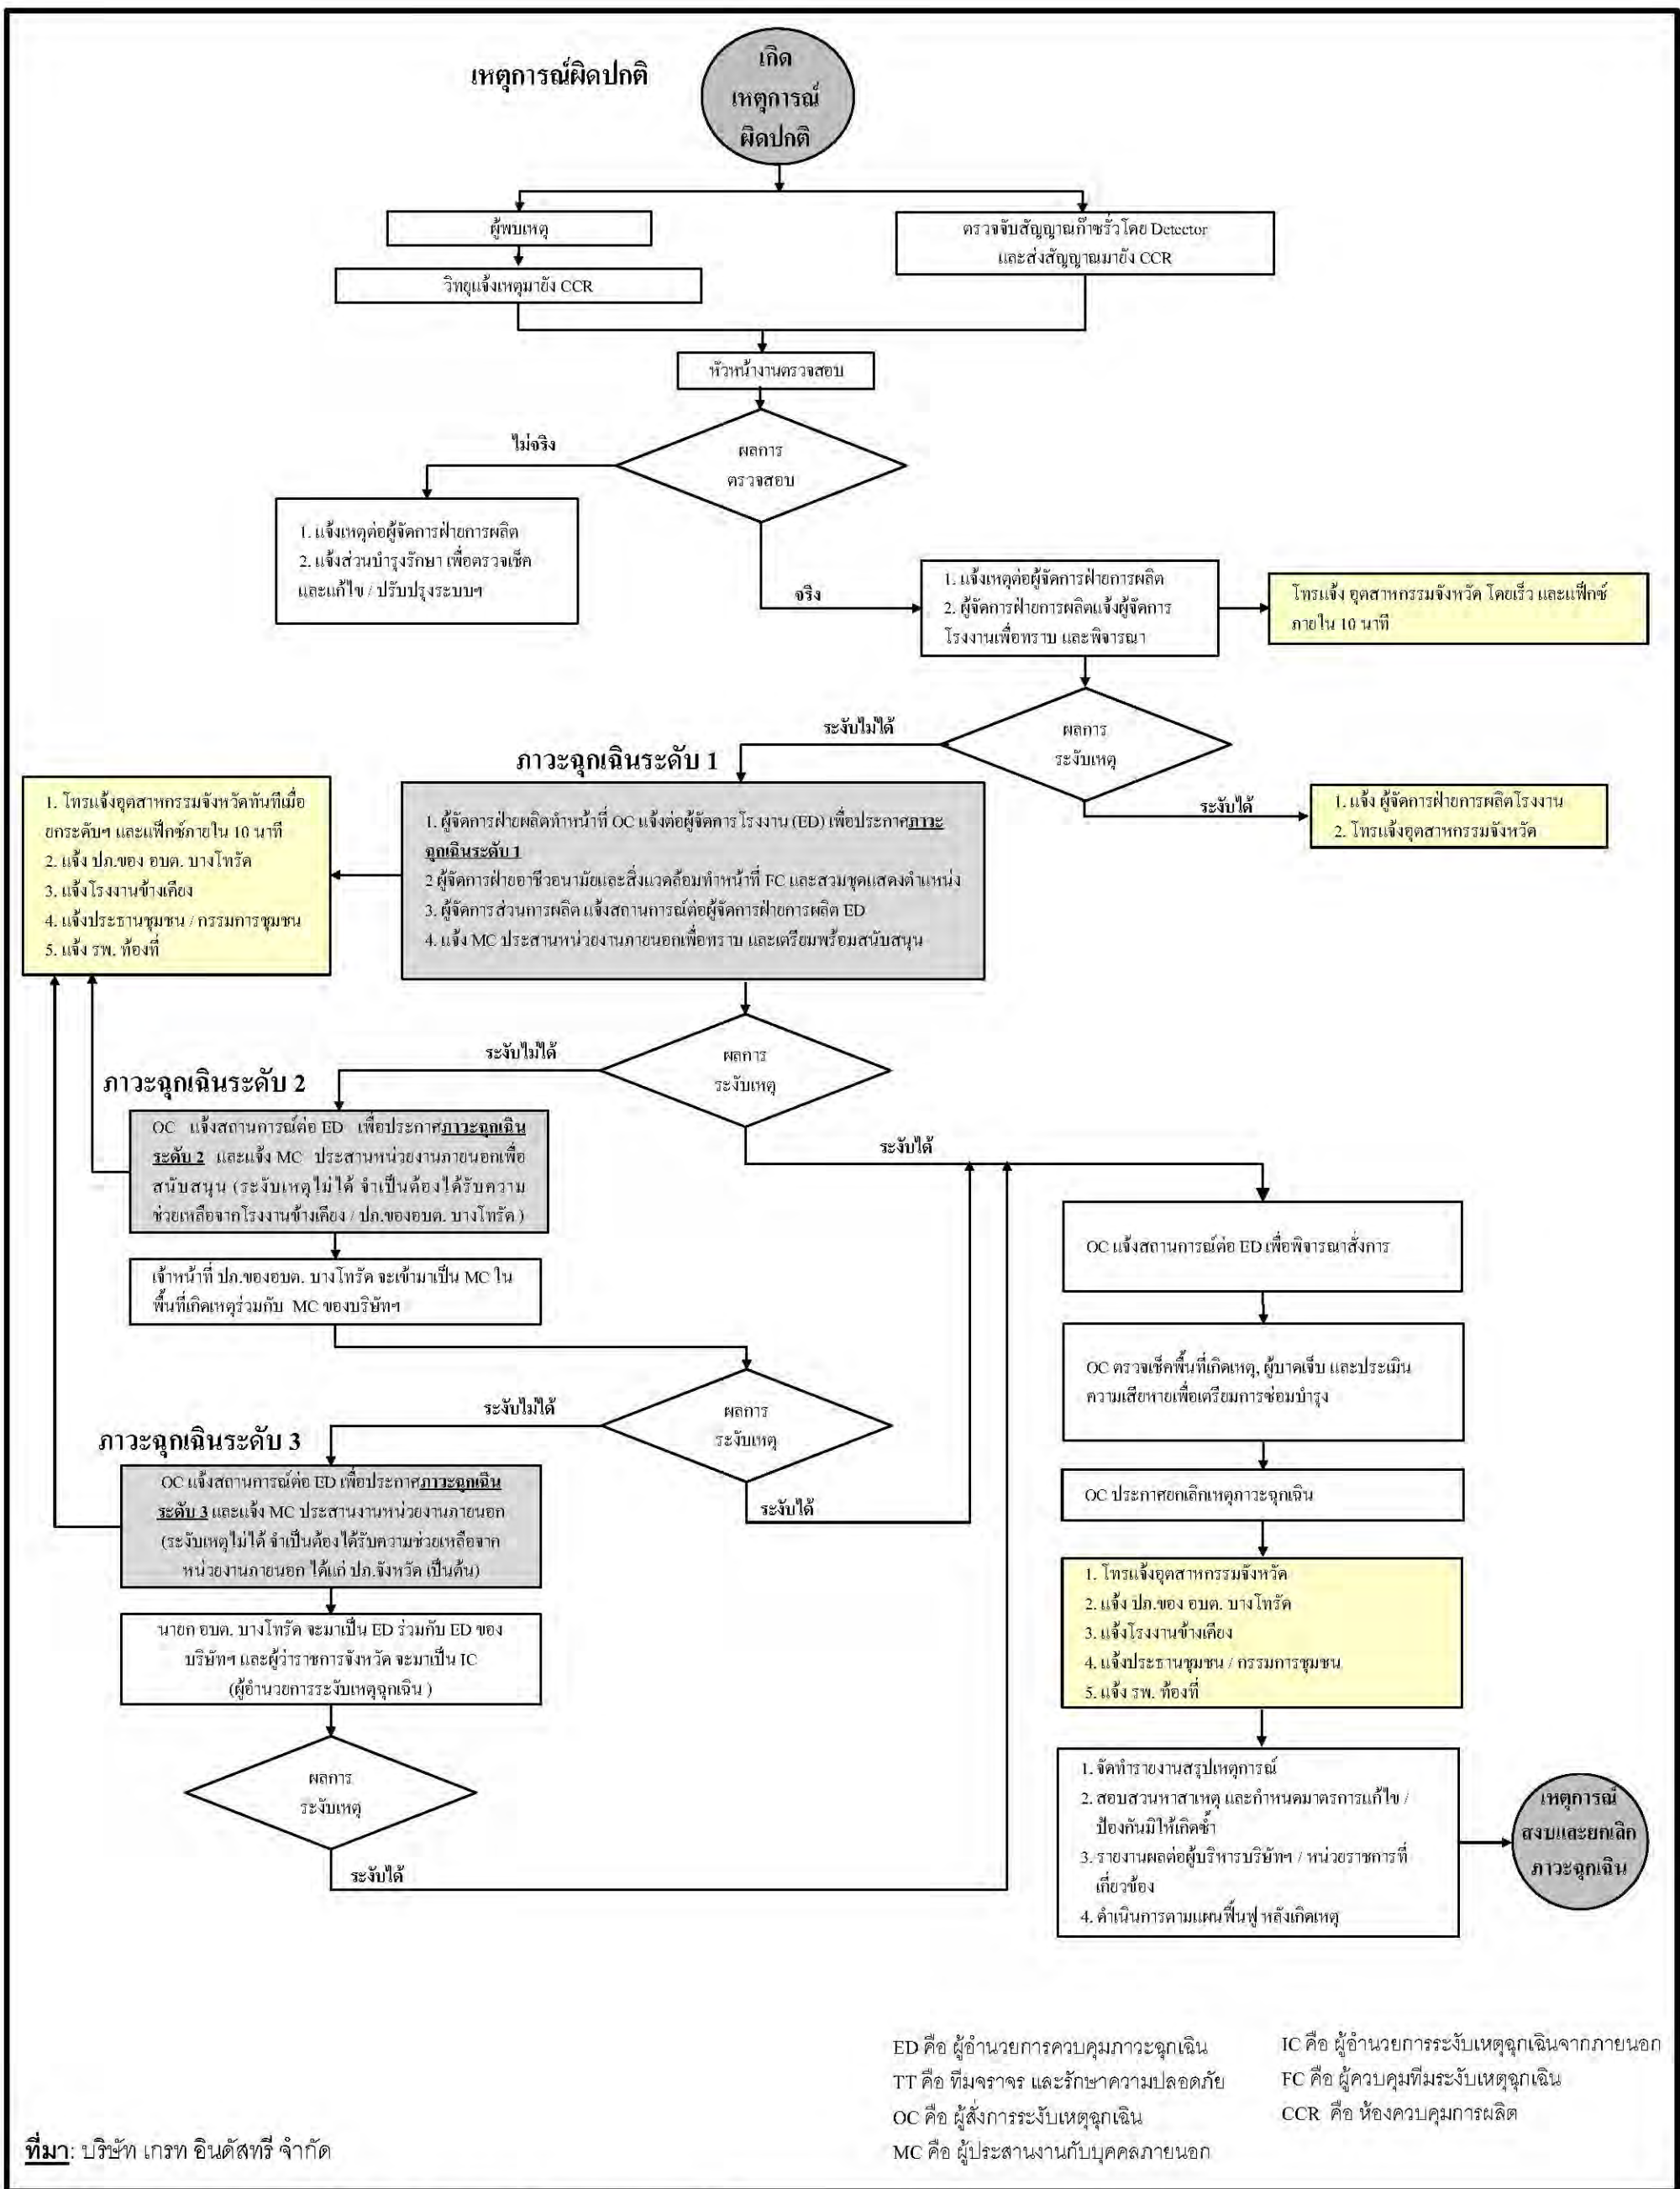 เหตุการณ์ผิดปกติ
เกิด
เหตุการณ์
ผิดปกติ
ผู้พบเหตุ
วิทยุแจ้งเหตุมายัง CCR
ตรวจจับสัญญาณก๊าซรั่วโดย Detector
และส่งสัญญาณมายัง CCR
หัวหน้างานตรวจสอบ
ผลการ
ตรวจสอบ
ไม่จริง
1. แจ้งเหตุต่อผู้จัดการฝ่ายการผลิต
2. แจ้งส่วนบำรุงรักษา เพื่อตรวจเช็ค
และแก้ไข / ปรับปรุงระบบฯ
จริง
1. แจ้งเหตุต่อผู้จัดการฝ่ายการผลิต
2. ผู้จัดการฝ่ายการผลิตแจ้งผู้จัดการ
โรงงานเพื่อทราบ และพิจารณา
โทรแจ้ง อุตสาหกรรมจังหวัด โดยเร็ว และแฟ็กซ์
ภายใน 10 นาที
ผลการ
ระงับเหตุ
ระงับไม่ได้
ระงับได้
1. แจ้ง ผู้จัดการฝ่ายการผลิตโรงงาน
2. โทรแจ้งอุตสาหกรรมจังหวัด
ภาวะฉุกเฉินระดับ 1
1. ผู้จัดการฝ่ายผลิตทำหน้าที่ OC แจ้งต่อผู้จัดการโรงงาน (ED) เพื่อประกาศภาวะ
ฉุกเฉินระดับ 1
2 ผู้จัดการฝ่ายอาชีวอนามัยและสิ่งแวดล้อมทำหน้าที่ FC และสวมชุดแสดงตำแหน่ง
3. ผู้จัดการส่วนการผลิต แจ้งสถานการณ์ต่อผู้จัดการฝ่ายการผลิต ED
4. แจ้ง MC ประสานหน่วยงานภายนอกเพื่อทราบ และเตรียมพร้อมสนับสนุน
1. โทรแจ้งอุตสาหกรรมจังหวัดทันทีเมื่อ
ยกระดับฯ และแฟ็กซ์ภายใน 10 นาที
2. แจ้ง ปภ.ของ อบต. บางโทรัด
3. แจ้งโรงงานข้างเคียง
4. แจ้งประธานชุมชน / กรรมการชุมชน
5. แจ้ง รพ. ท้องที่
ผลการ
ระงับเหตุ
ระงับไม่ได้
ระงับได้
ภาวะฉุกเฉินระดับ 2
OC แจ้งสถานการณ์ต่อ ED เพื่อประกาศภาวะฉุกเฉิน
ระดับ 2 และแจ้ง MC ประสานหน่วยงานภายนอกเพื่อ
สนับสนุน (ระงับเหตุไม่ได้ จำเป็นต้องได้รับความ
ช่วยเหลือจากโรงงานข้างเคียง / ปภ.ของอบต. บางโทรัด )
เจ้าหน้าที่ ปภ.ของอบต. บางโทรัด จะเข้ามาเป็น MC ใน
พื้นที่เกิดเหตุร่วมกับ MC ของบริษัทฯ
ผลการ
ระงับเหตุ
ระงับไม่ได้
ระงับได้
ภาวะฉุกเฉินระดับ 3
OC แจ้งสถานการณ์ต่อ ED เพื่อประกาศภาวะฉุกเฉิน
ระดับ 3 และแจ้ง MC ประสานงานหน่วยงานภายนอก
(ระงับเหตุไม่ได้ จำเป็นต้องได้รับความช่วยเหลือจาก
หน่วยงานภายนอก ได้แก่ ปภ.จังหวัด เป็นต้น)
นายก อบต. บางโทรัด จะมาเป็น ED ร่วมกับ ED ของ
บริษัทฯ และผู้ว่าราชการจังหวัด จะมาเป็น IC
(ผู้อำนวยการระงับเหตุฉุกเฉิน )
ผลการ
ระงับเหตุ
ระงับได้
OC แจ้งสถานการณ์ต่อ ED เพื่อพิจารณาสั่งการ
OC ตรวจเช็คพื้นที่เกิดเหตุ, ผู้บาดเจ็บ และประเมิน
ความเสียหายเพื่อเตรียมการซ่อมบำรุง
OC ประกาศยกเลิกเหตุภาวะฉุกเฉิน
1. โทรแจ้งอุตสาหกรรมจังหวัด
2. แจ้ง ปภ.ของ อบต. บางโทรัด
3. แจ้งโรงงานข้างเคียง
4. แจ้งประธานชุมชน / กรรมการชุมชน
5. แจ้ง รพ. ท้องที่
1. จัดทำรายงานสรุปเหตุการณ์
2. สอบสวนหาสาเหตุ และกำหนดมาตรการแก้ไข /
ป้องกันมิให้เกิดซ้ำ
3. รายงานผลต่อผู้บริหารบริษัทฯ / หน่วยราชการที่
เกี่ยวข้อง
4. ดำเนินการตามแผนฟื้นฟู หลังเกิดเหตุ
เหตุการณ์
สงบและยกเลิก
ภาวะฉุกเฉิน
ED คือ ผู้อำนวยการควบคุมภาวะฉุกเฉิน
TT คือ ทีมจราจร และรักษาความปลอดภัย
OC คือ ผู้สั่งการระงับเหตุฉุกเฉิน
MC คือ ผู้ประสานงานกับบุคคลภายนอก
IC คือ ผู้อำนวยการระงับเหตุฉุกเฉินจากภายนอก
FC คือ ผู้ควบคุมทีมระงับเหตุฉุกเฉิน
CCR คือ ห้องควบคุมการผลิต
ที่มา: บริษัท เกรท อินดัสทรี จำกัด